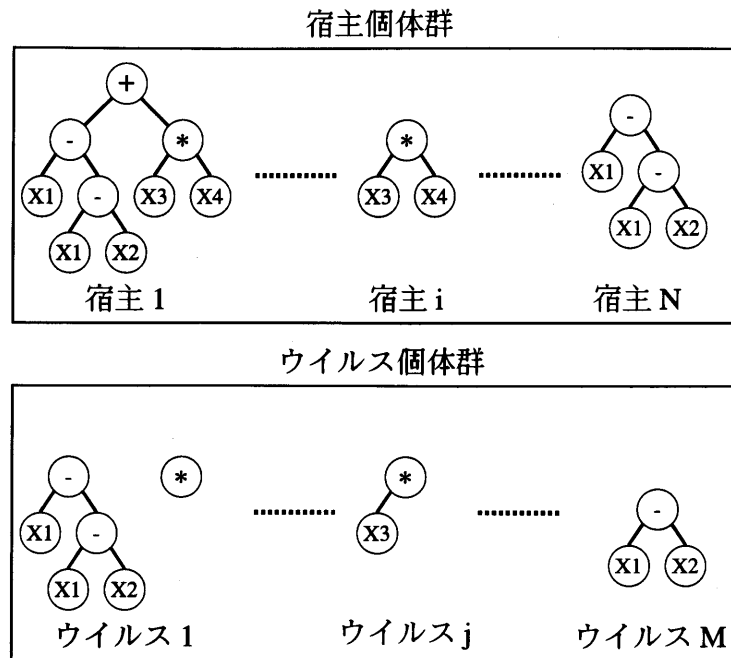 宿主個体群
+
- *
X1 - X3 X4
X1 X2
*
X3 X4
-
X1 -
X1 X2
宿主 1 宿主 i 宿主 N
ウイルス個体群
- *
X1 -
X1 X2
*
X3
-
X1 X2
ウイルス 1 ウイルス j ウイルス M